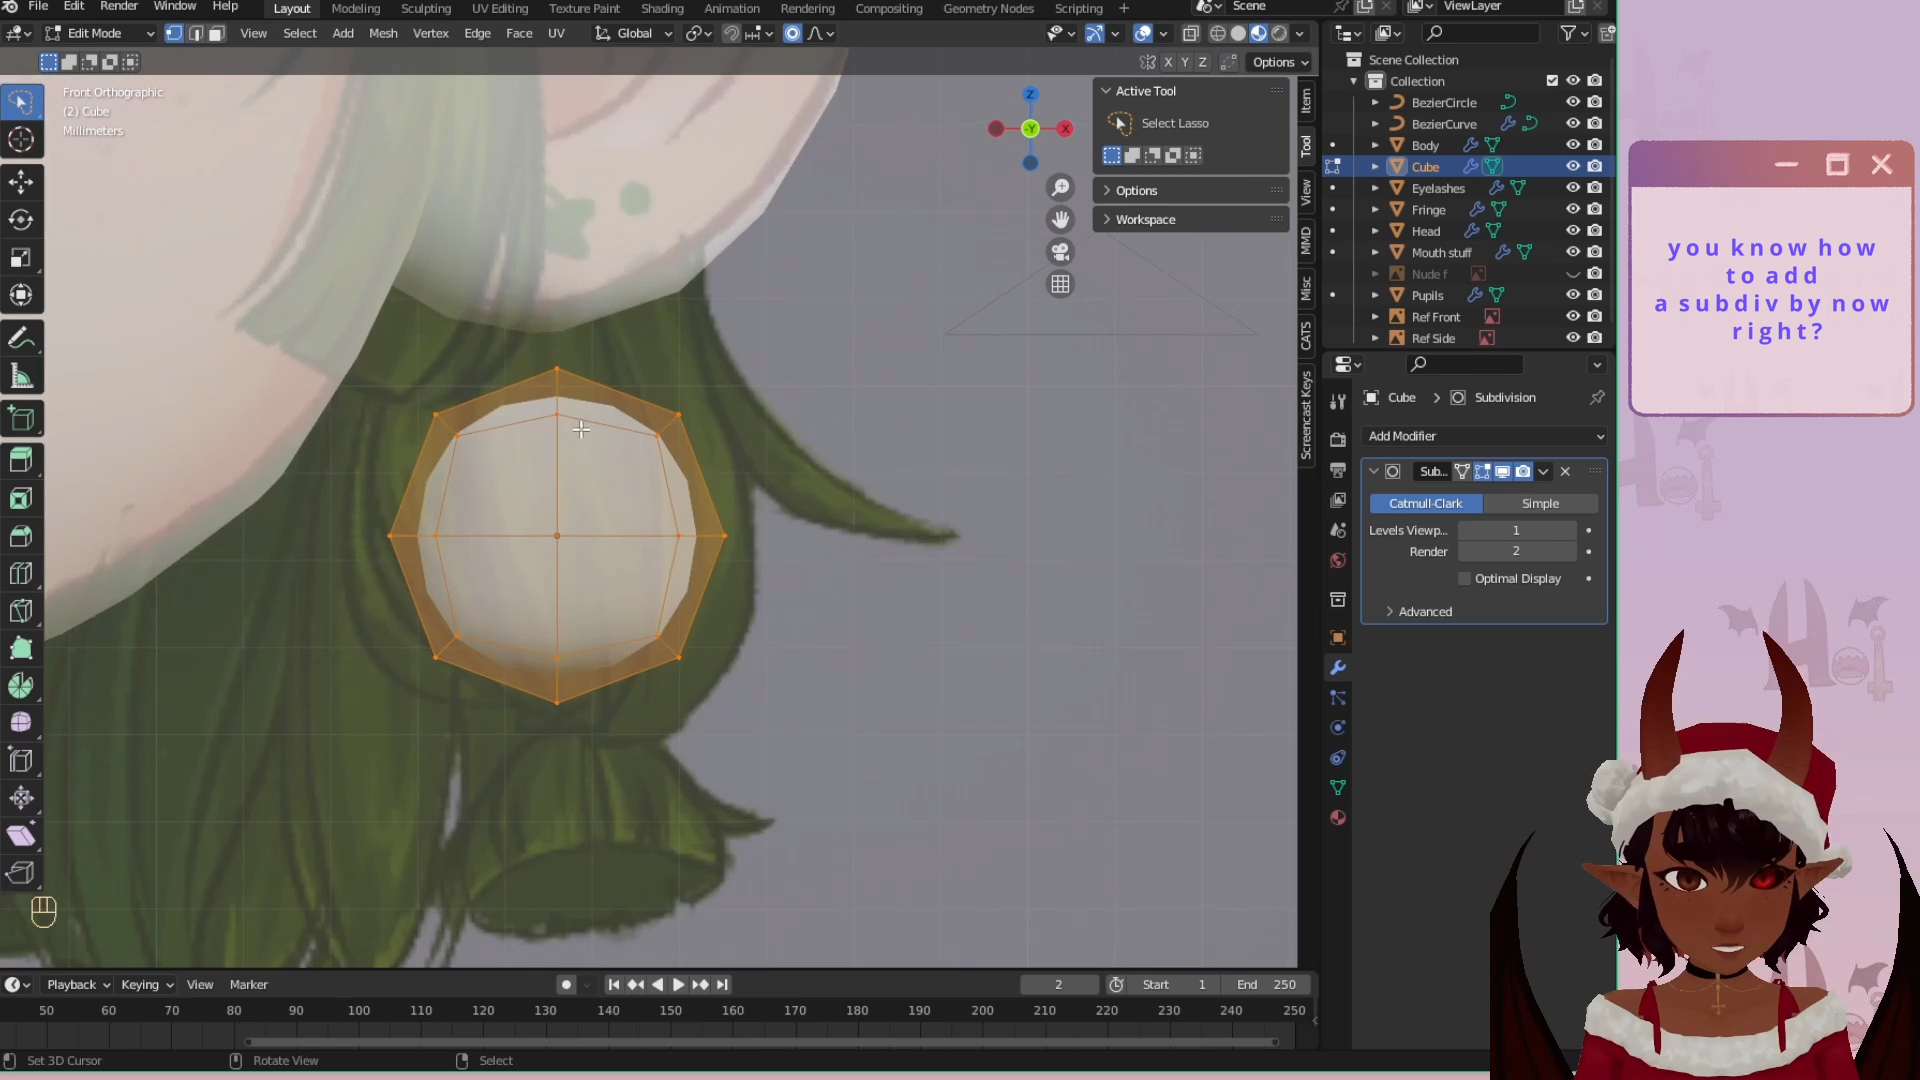 File Edit Render Window Help Layout Modeling Sculpting UV Editing Texture Paint Shading Animation Rendering Compositing Geometry Nodes Scripting + Scene ViewLayer
Edit Mode View Select Add Mesh Vertex Edge Face UV Global
X Y Z Options
Front Orthographic
(2) Cube
Millimeters
Z
-Y X
Active Tool
Select Lasso
Options
Workspace
Item
Tool
View
MMD
Misc
CATS
Screencast Keys
Scene Collection
Collection
BezierCircle
BezierCurve
Body
Cube
Eyelashes
Fringe
Head
Mouth stuff
Nude f
Pupils
Ref Front
Ref Side
Cube > Subdivision
Add Modifier
Sub...
Catmull-Clark Simple
Levels Viewp... 1
Render 2
Optimal Display
Advanced
you know how
to add
a subdiv by now
right?
Playback Keying View Marker 2 Start 1 End 250
50 60 70 80 90 100 110 120 130 140 150 160 170 180 190 200 210 220 230 240 250
Set 3D Cursor Rotate View Select